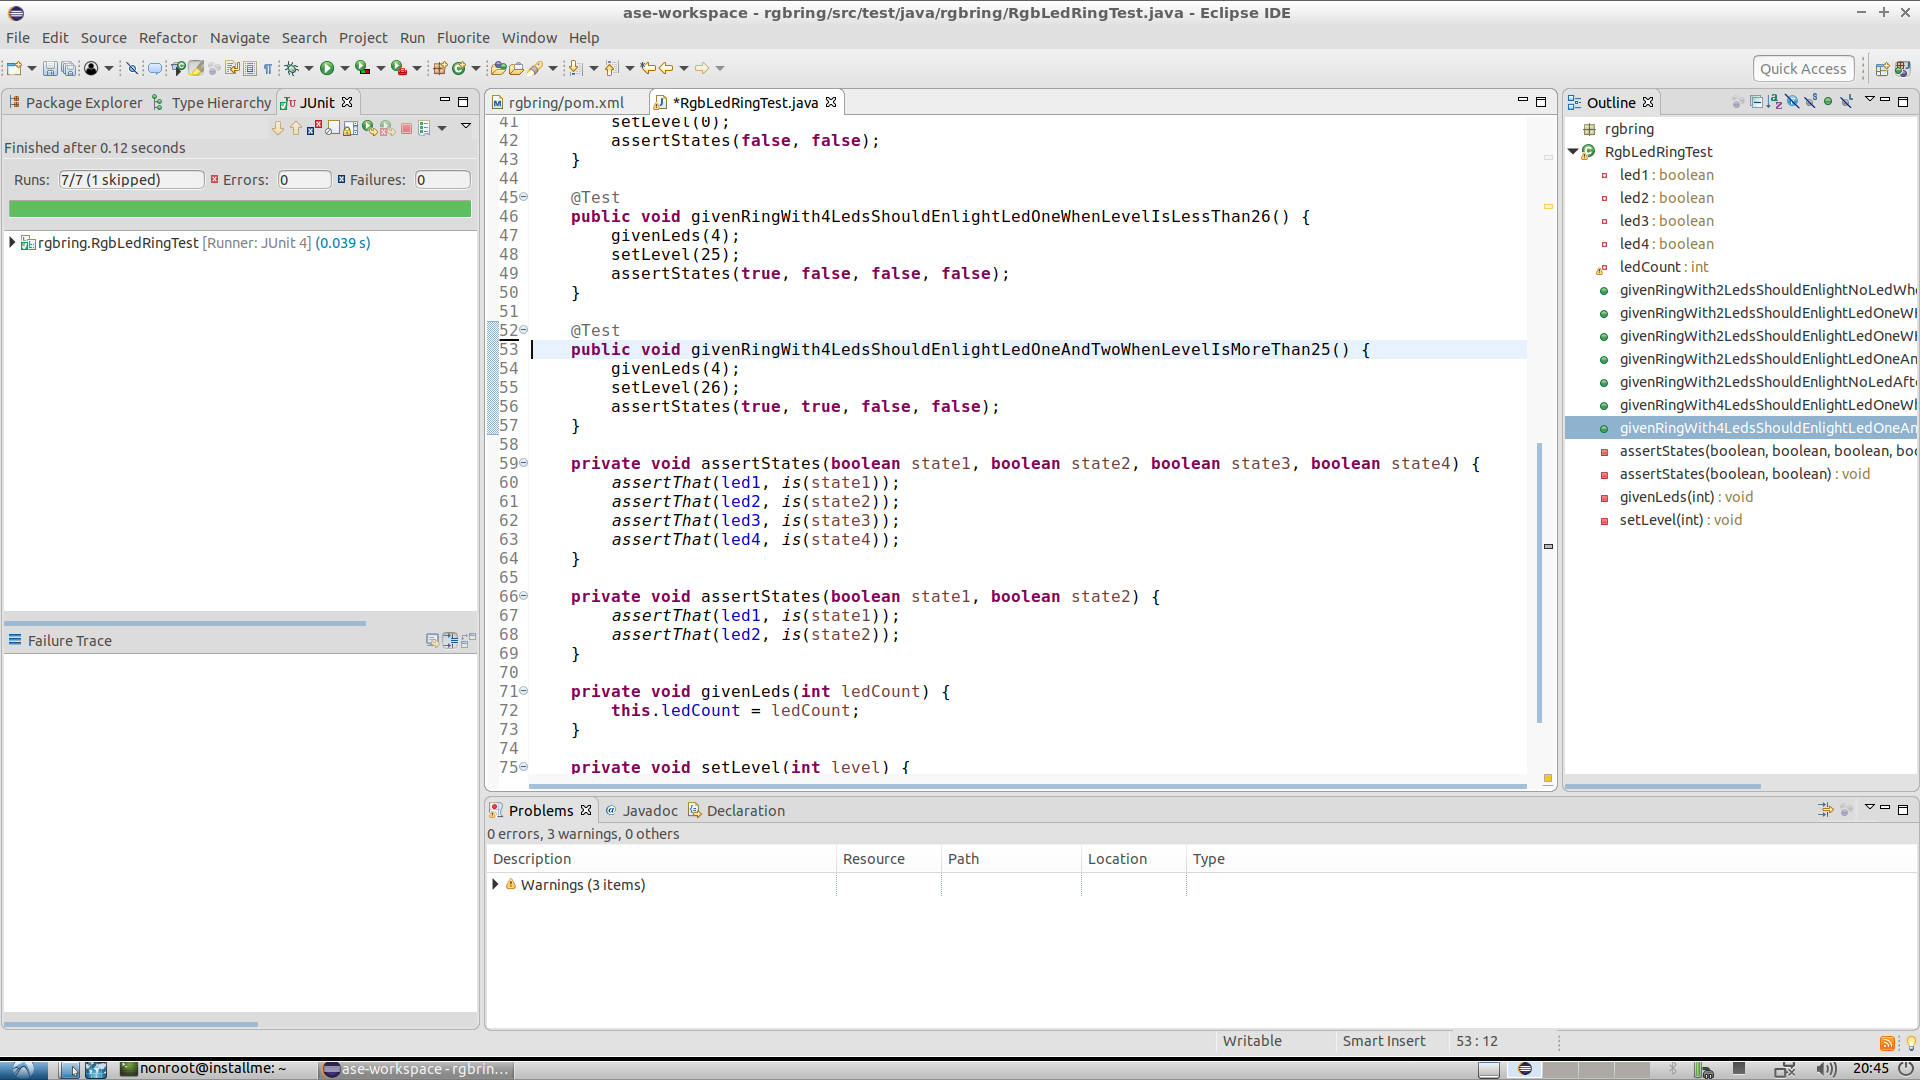 ase-workspace - rgbring/src/test/java/rgbring/RgbLedRingTest.java - Eclipse IDE
File Edit Source Refactor Navigate Search Project Run Fluorite Window Help
Quick Access
Package Explorer Type Hierarchy JUnit
Finished after 0.12 seconds
Runs: 7/7 (1 skipped) Errors: 0 Failures: 0
rgbring.RgbLedRingTest [Runner: JUnit 4] (0.039 s)
Failure Trace
rgbring/pom.xml *RgbLedRingTest.java
41 setLevel(0);
42 assertStates(false, false);
43 }
44
45 @Test
46 public void givenRingWith4LedsShouldEnlightLedOneWhenLevelIsLessThan26() {
47 givenLeds(4);
48 setLevel(25);
49 assertStates(true, false, false, false);
50 }
51
52 @Test
53 public void givenRingWith4LedsShouldEnlightLedOneAndTwoWhenLevelIsMoreThan25() {
54 givenLeds(4);
55 setLevel(26);
56 assertStates(true, true, false, false);
57 }
58
59 private void assertStates(boolean state1, boolean state2, boolean state3, boolean state4) {
60 assertThat(led1, is(state1));
61 assertThat(led2, is(state2));
62 assertThat(led3, is(state3));
63 assertThat(led4, is(state4));
64 }
65
66 private void assertStates(boolean state1, boolean state2) {
67 assertThat(led1, is(state1));
68 assertThat(led2, is(state2));
69 }
70
71 private void givenLeds(int ledCount) {
72 this.ledCount = ledCount;
73 }
74
75 private void setLevel(int level) {
Outline
rgbring
RgbLedRingTest
led1 : boolean
led2 : boolean
led3 : boolean
led4 : boolean
ledCount : int
givenRingWith2LedsShouldEnlightNoLedWh
givenRingWith2LedsShouldEnlightLedOneW
givenRingWith2LedsShouldEnlightLedOneW
givenRingWith2LedsShouldEnlightLedOneAn
givenRingWith2LedsShouldEnlightNoLedAft
givenRingWith4LedsShouldEnlightLedOneW
givenRingWith4LedsShouldEnlightLedOneAn
assertStates(boolean, boolean, boolean, boo
assertStates(boolean, boolean) : void
givenLeds(int) : void
setLevel(int) : void
Problems Javadoc Declaration
0 errors, 3 warnings, 0 others
Description Resource Path Location Type
Warnings (3 items)
Writable Smart Insert 53 : 12
nonroot@installme: ~ ase-workspace - rgbrin... 20:45